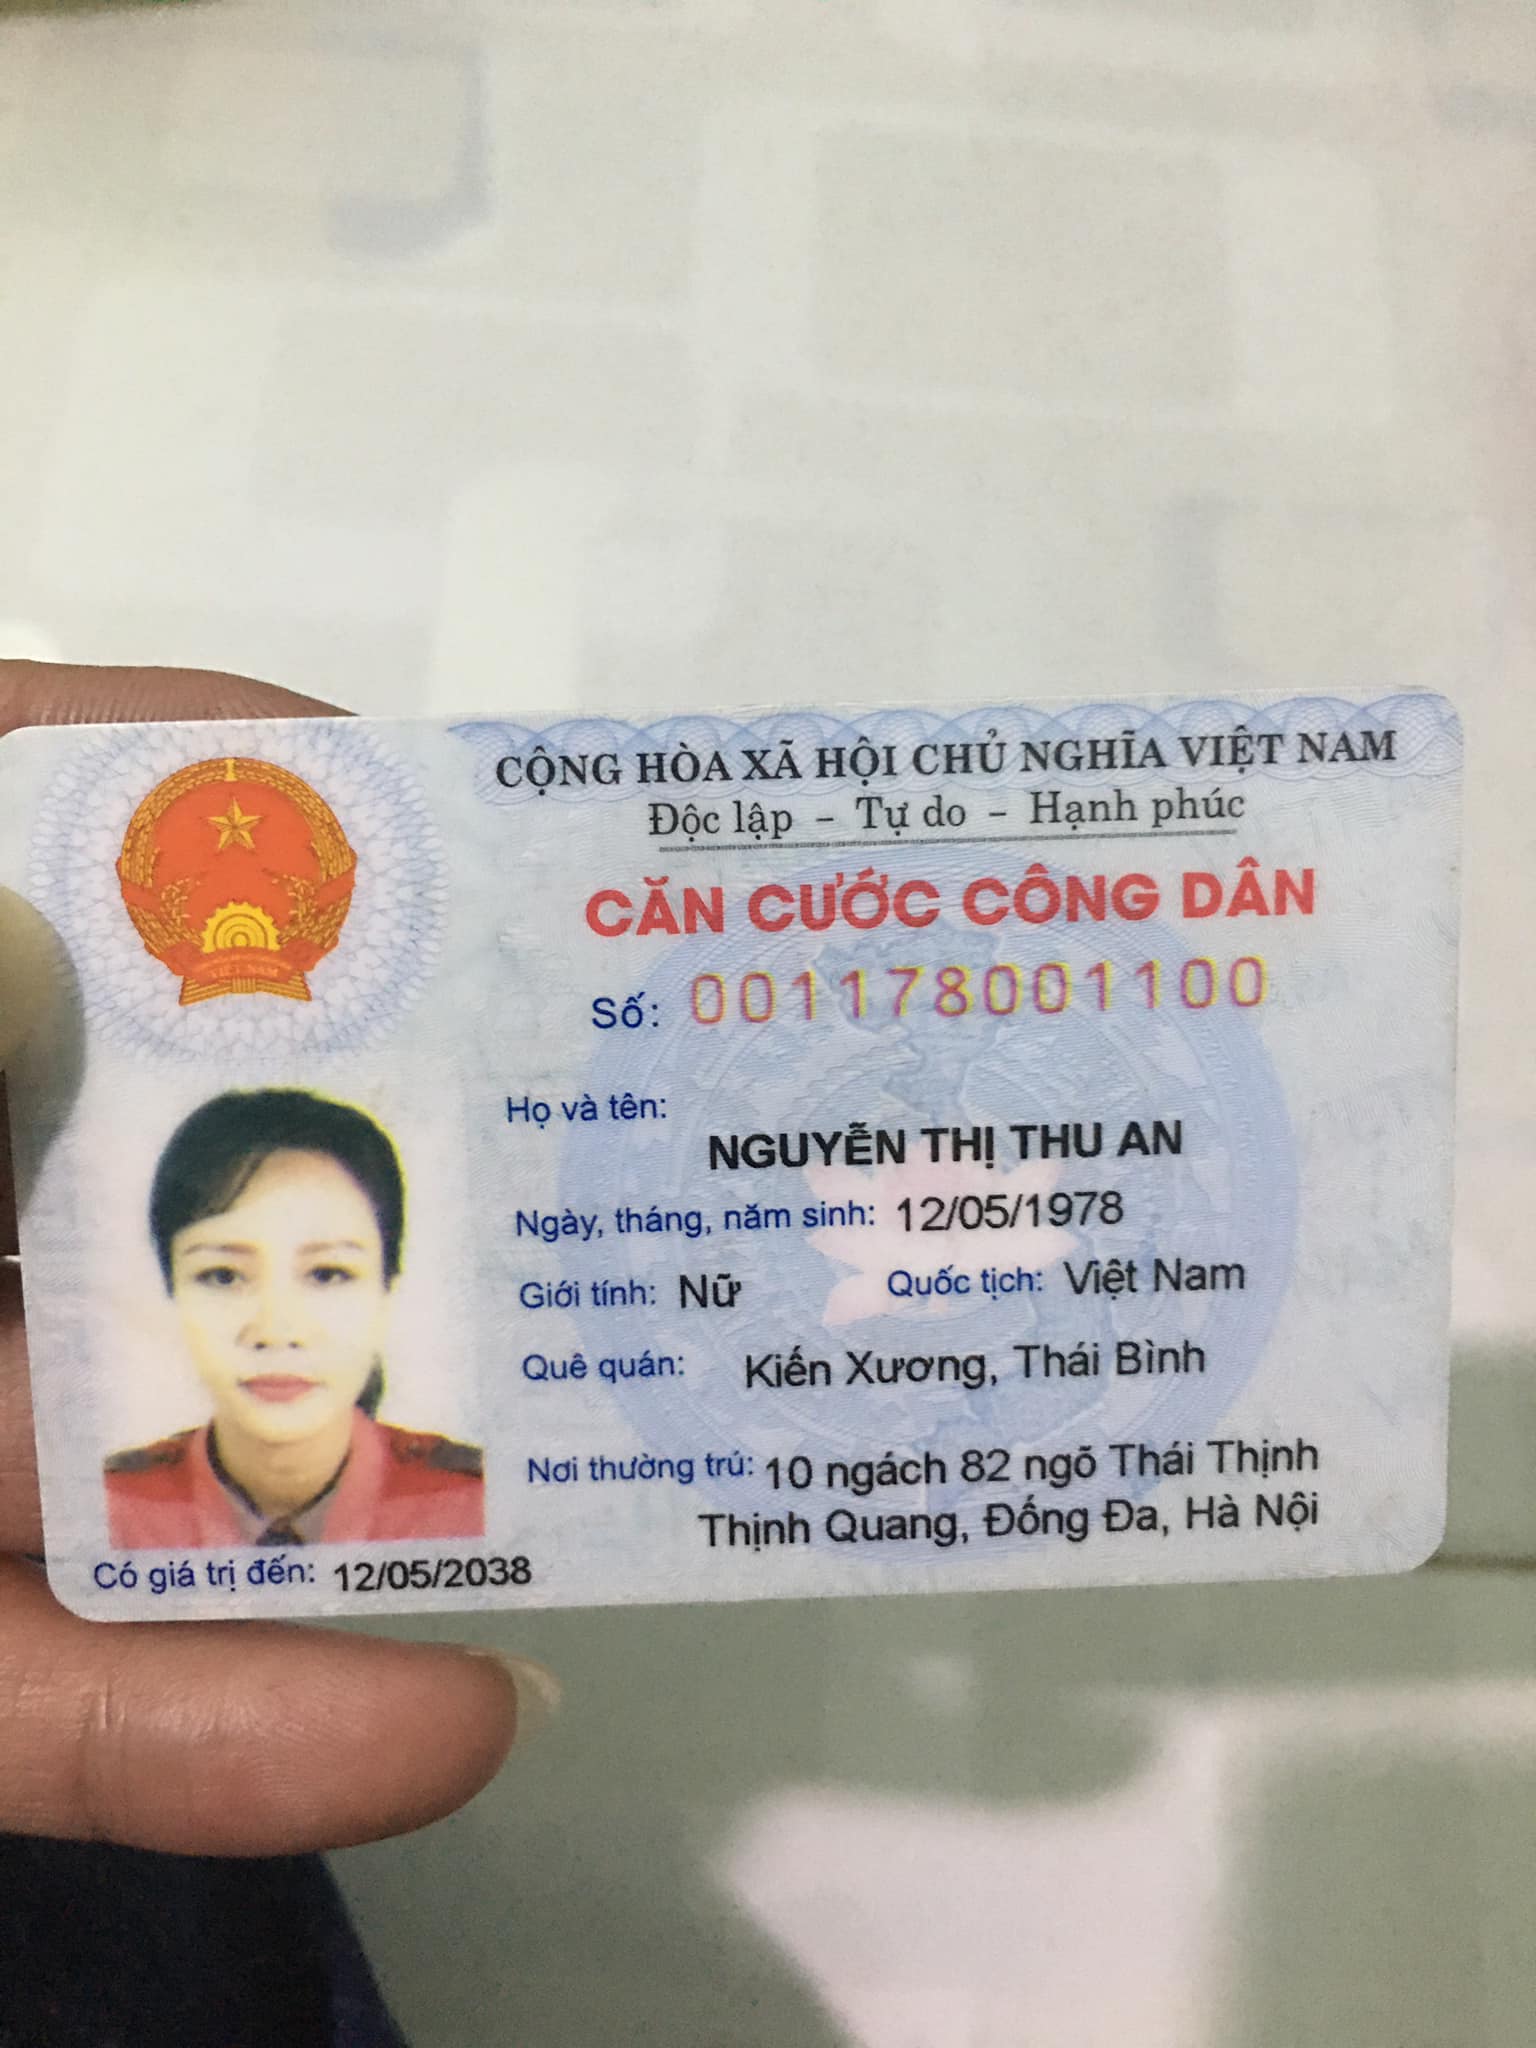 CỘNG HÒA XÃ HỘI CHỦ NGHĨA VIỆT NAM
Độc lập - Tự do - Hạnh phúc
CĂN CƯỚC CÔNG DÂN
Số: 001178001100
Họ và tên:
NGUYỄN THỊ THU AN
Ngày, tháng, năm sinh: 12/05/1978
Giới tính: Nữ Quốc tịch: Việt Nam
Quê quán: Kiến Xương, Thái Bình
Nơi thường trú: 10 ngách 82 ngõ Thái Thịnh
Thịnh Quang, Đống Đa, Hà Nội
Có giá trị đến: 12/05/2038
VIỆT NAM